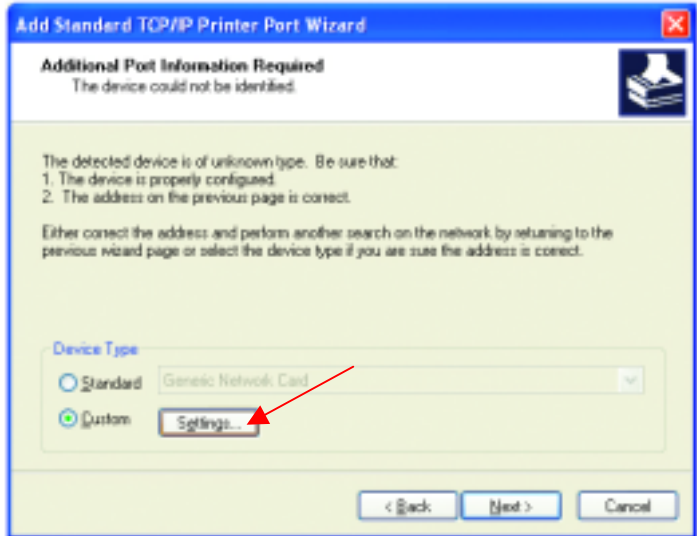 Add Standard TCP/IP Printer Port Wizard
Additional Port Information Required
The device could not be identified.
The detected device is of unknown type. Be sure that:
1. The device is properly configured.
2. The address on the previous page is correct.
Either correct the address and perform another search on the network by returning to the
previous wizard page or select the device type if you are sure the address is correct.
Device Type
Standard Generic Network Card
Custom Settings...
< Back Next > Cancel